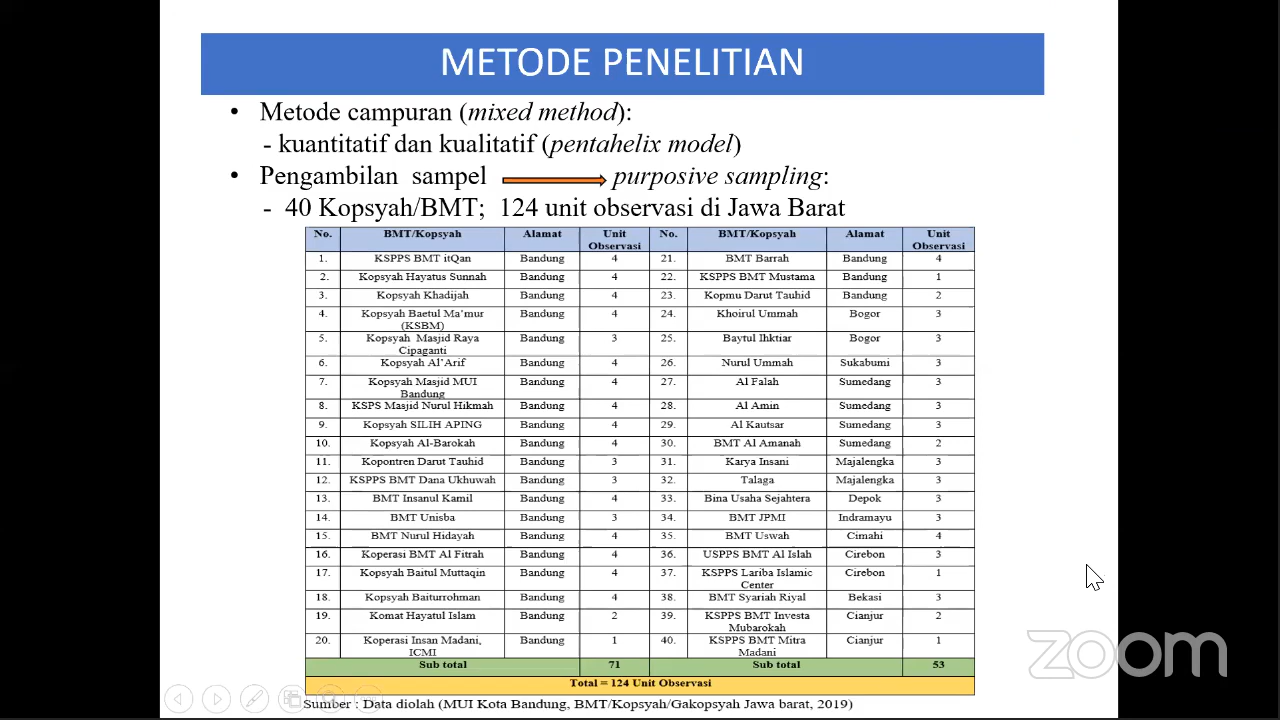 METODE PENELITIAN
• Metode campuran (mixed method):
- kuantitatif dan kualitatif (pentahelix model)
• Pengambilan sampel purposive sampling:
- 40 Kopsyah/BMT; 124 unit observasi di Jawa Barat
No. BMT/Kopsyah Alamat Unit Observasi No. BMT/Kopsyah Alamat Unit Observasi
1. KSPPS BMT itQan Bandung 4 21. BMT Barrah Bandung 4
2. Kopsyah Hayatus Sunnah Bandung 4 22. KSPPS BMT Mustama Bandung 1
3. Kopsyah Khadijah Bandung 4 23. Kopmu Darut Tauhid Bandung 2
4. Kopsyah Baetul Ma'mur (KSBM) Bandung 4 24. Khoirul Ummah Bogor 3
5. Kopsyah Masjid Raya Cipaganti Bandung 3 25. Baytul Ihktiar Bogor 3
6. Kopsyah Al'Arif Bandung 4 26. Nurul Ummah Sukabumi 3
7. Kopsyah Masjid MUI Bandung Bandung 4 27. Al Falah Sumedang 3
8. KSPS Masjid Nurul Hikmah Bandung 4 28. Al Amin Sumedang 3
9. Kopsyah SILIH APING Bandung 4 29. Al Kautsar Sumedang 3
10. Kopsyah Al-Barokah Bandung 4 30. BMT Al Amanah Sumedang 2
11. Kopontren Darut Tauhid Bandung 3 31. Karya Insani Majalengka 3
12. KSPPS BMT Dana Ukhuwah Bandung 3 32. Talaga Majalengka 3
13. BMT Insanul Kamil Bandung 4 33. Bina Usaha Sejahtera Depok 3
14. BMT Unisba Bandung 3 34. BMT JPMI Indramayu 3
15. BMT Nurul Hidayah Bandung 4 35. BMT Uswah Cimahi 4
16. Koperasi BMT Al Fitrah Bandung 4 36. USPPS BMT Al Islah Cirebon 3
17. Kopsyah Baitul Muttaqin Bandung 4 37. KSPPS Lariba Islamic Center Cirebon 1
18. Kopsyah Baiturrohman Bandung 4 38. BMT Syariah Riyal Bekasi 3
19. Komat Hayatul Islam Bandung 2 39. KSPPS BMT Investa Mubarokah Cianjur 2
20. Koperasi Insan Madani, ICMI Bandung 1 40. KSPPS BMT Mitra Madani Cianjur 1
Sub total 71 Sub total 53
Total = 124 Unit Observasi
Sumber : Data diolah (MUI Kota Bandung, BMT/Kopsyah/Gakopsyah Jawa barat, 2019)
zoom